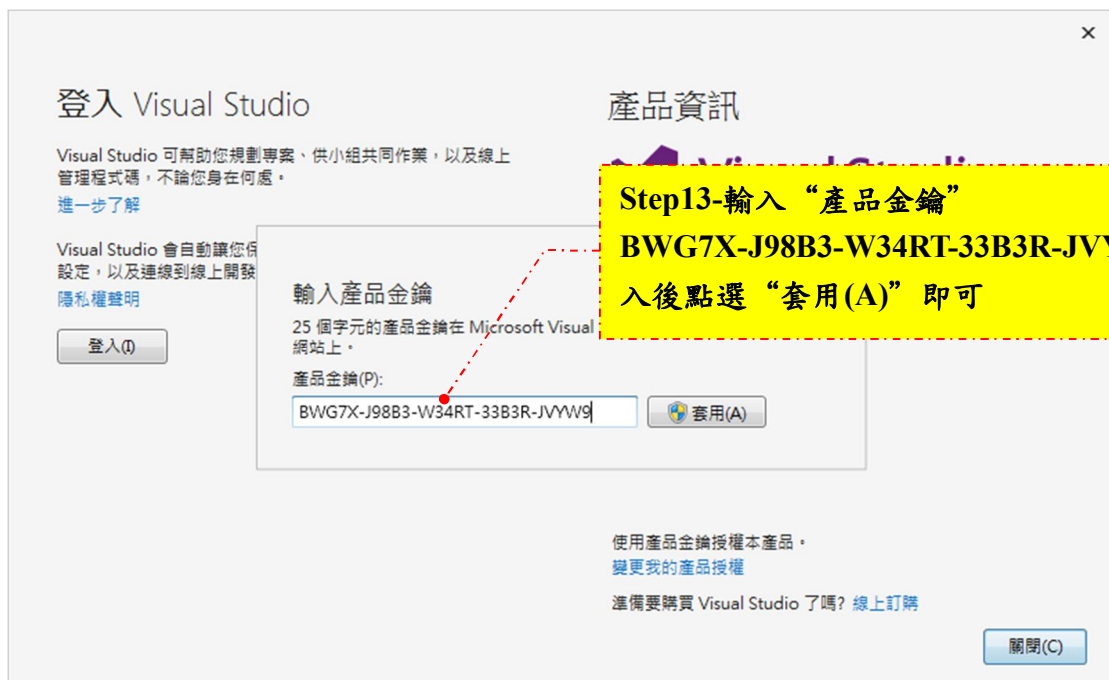 登入 Visual Studio
Visual Studio 可幫助您規劃專案、供小組共同作業，以及線上
管理程式碼，不論您身在何處。
進一步了解
Visual Studio 會自動讓您保
設定，以及連線到線上開發
隱私權聲明
登入(I)
產品資訊
Visual Studio
Step13-輸入“產品金鑰”
BWG7X-J98B3-W34RT-33B3R-JVY
入後點選“套用(A)”即可
輸入產品金鑰
25 個字元的產品金鑰在 Microsoft Visual
網站上。
產品金鑰(P):
BWG7X-J98B3-W34RT-33B3R-JVYW9
套用(A)
使用產品金鑰授權本產品。
變更我的產品授權
準備要購買 Visual Studio 了嗎? 線上訂購
關閉(C)